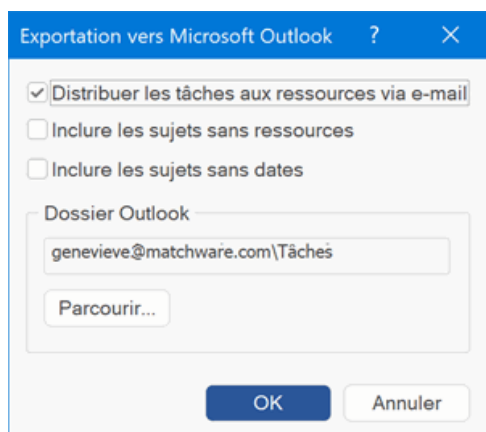 Exportation vers Microsoft Outlook ?
Distribuer les tâches aux ressources via e-mail
Inclure les sujets sans ressources
Inclure les sujets sans dates
Dossier Outlook
genevieve@matchware.com\Tâches
Parcourir...
OK Annuler